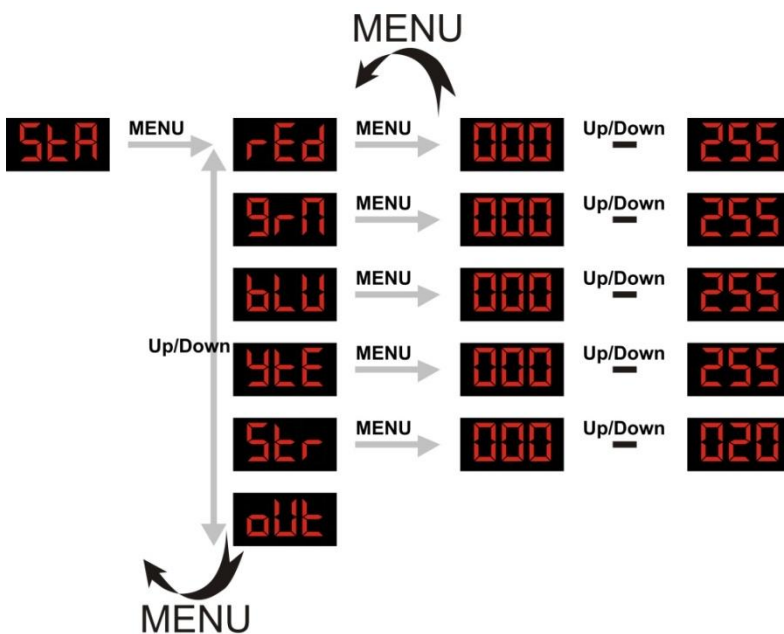 MENU
StA MENU rEd MENU 000 Up/Down 255
grn MENU 000 Up/Down 255
bLU MENU 000 Up/Down 255
Up/Down YtE MENU 000 Up/Down 255
Str MENU 000 Up/Down 020
oUt
MENU